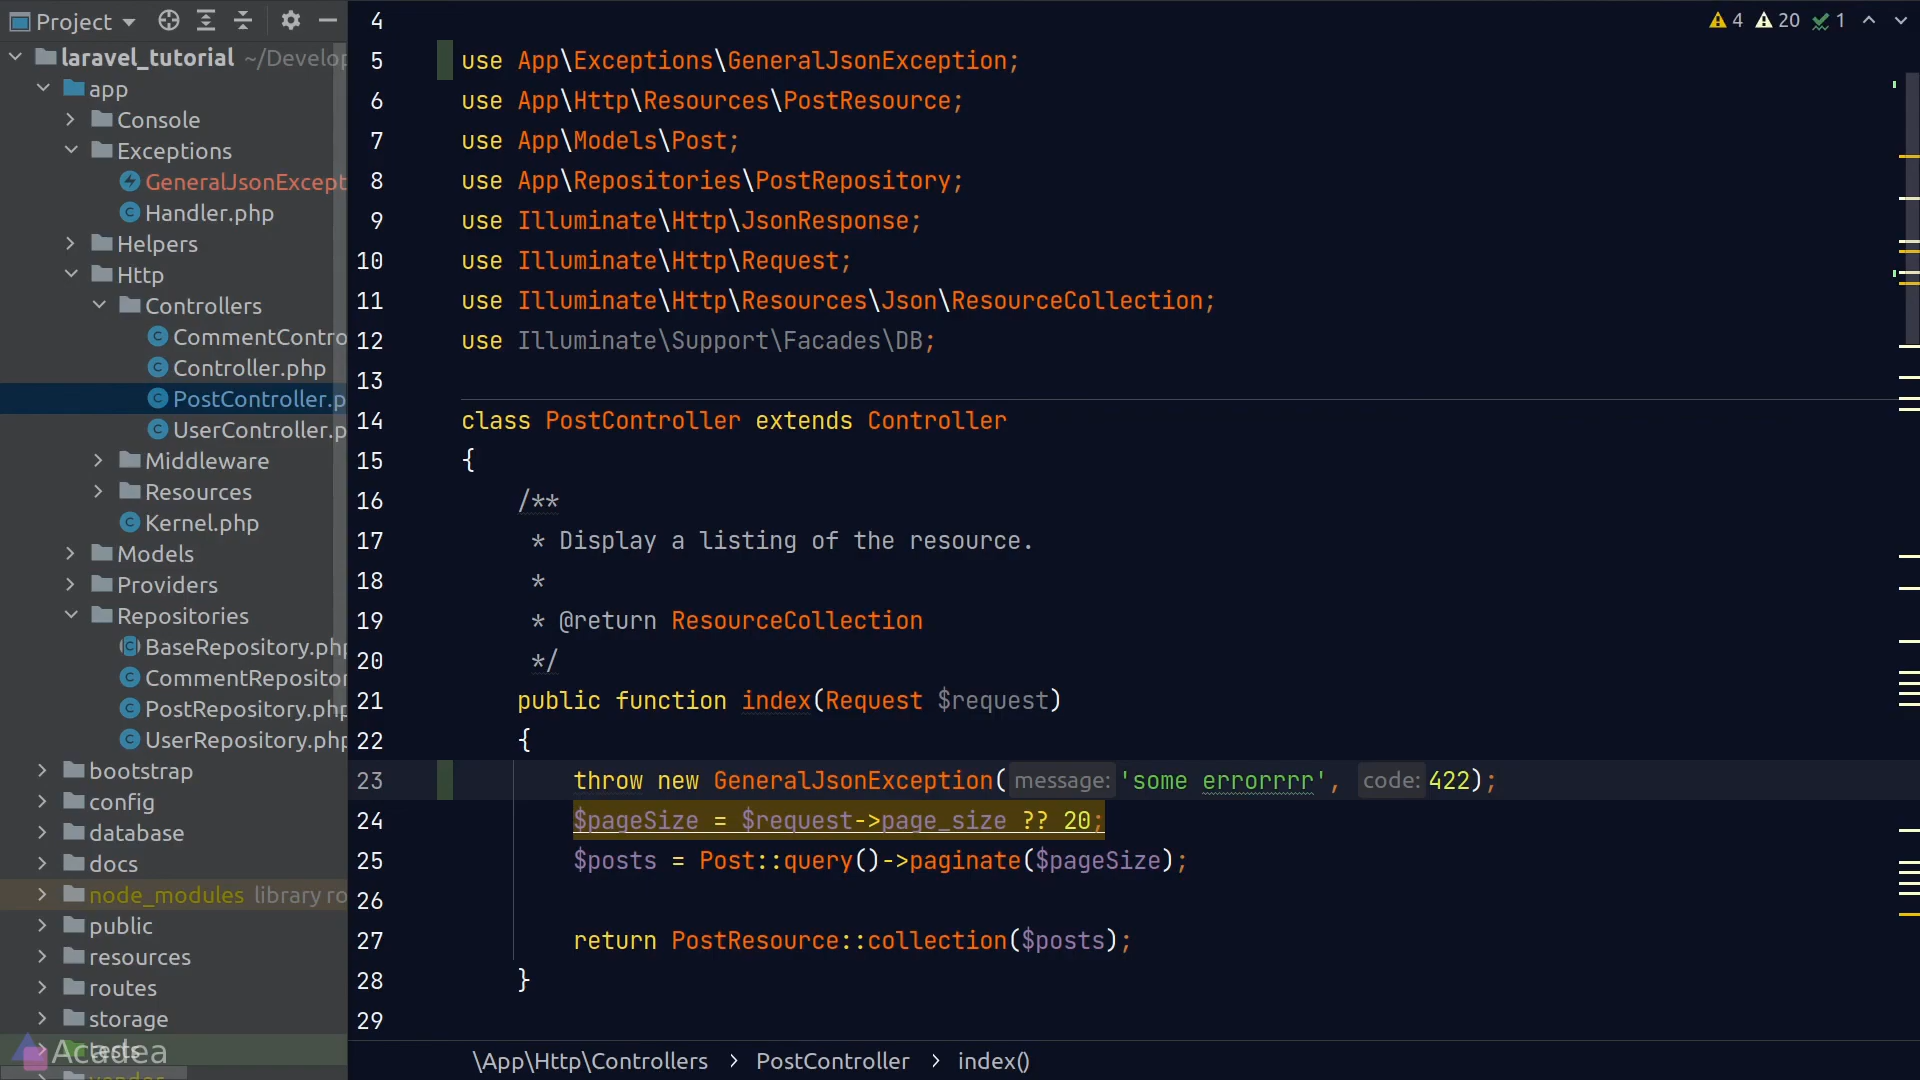 Project
laravel_tutorial ~/Develop
app
Console
Exceptions
GeneralJsonExcept
Handler.php
Helpers
Http
Controllers
CommentContro
Controller.php
PostController.p
UserController.p
Middleware
Resources
Kernel.php
Models
Providers
Repositories
BaseRepository.php
CommentRepositor
PostRepository.php
UserRepository.php
bootstrap
config
database
docs
node_modules library ro
public
resources
routes
storage
tests
vendor
Acadea
4 20 1
4
5 use App\Exceptions\GeneralJsonException;
6 use App\Http\Resources\PostResource;
7 use App\Models\Post;
8 use App\Repositories\PostRepository;
9 use Illuminate\Http\JsonResponse;
10 use Illuminate\Http\Request;
11 use Illuminate\Http\Resources\Json\ResourceCollection;
12 use Illuminate\Support\Facades\DB;
13
14 class PostController extends Controller
15 {
16 /**
17 * Display a listing of the resource.
18 *
19 * @return ResourceCollection
20 */
21 public function index(Request $request)
22 {
23 throw new GeneralJsonException( message: 'some errorrrr', code: 422);
24 $pageSize = $request->page_size ?? 20;
25 $posts = Post::query()->paginate($pageSize);
26
27 return PostResource::collection($posts);
28 }
29
\App\Http\Controllers > PostController > index()